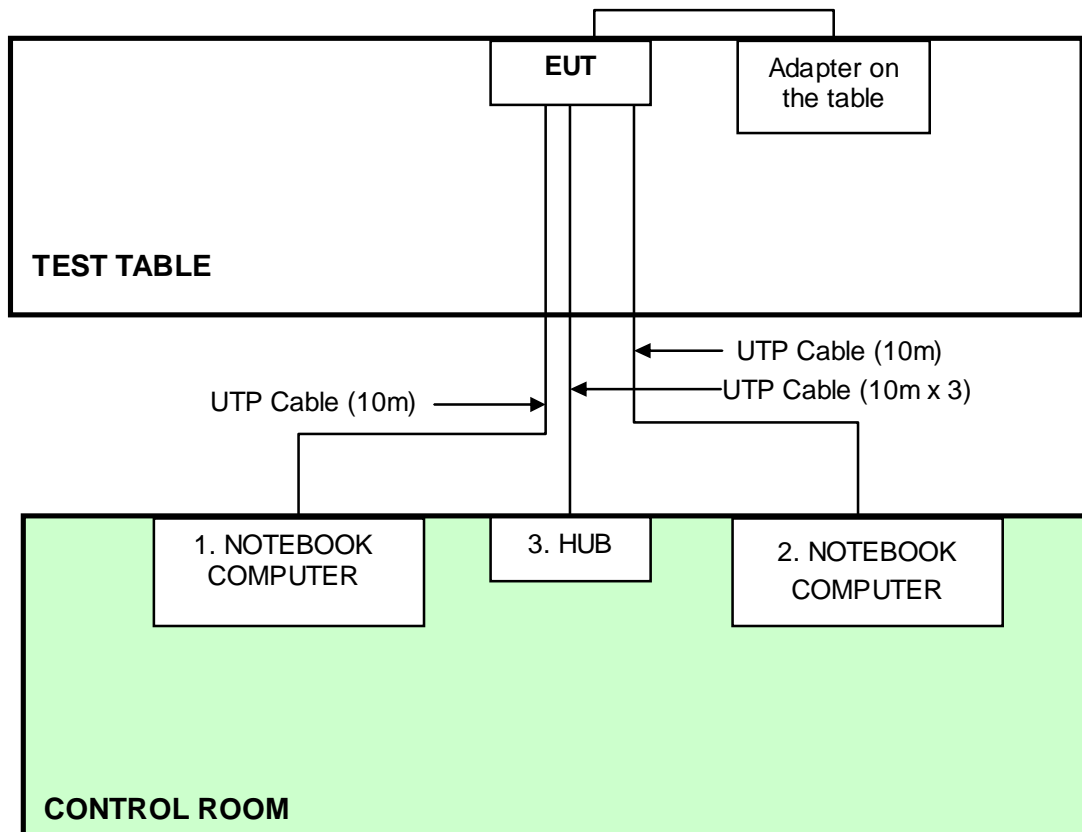 EUT
Adapter on
the table
TEST TABLE
UTP Cable (10m)
UTP Cable (10m x 3)
UTP Cable (10m)
1. NOTEBOOK
COMPUTER
3. HUB
2. NOTEBOOK
COMPUTER
CONTROL ROOM